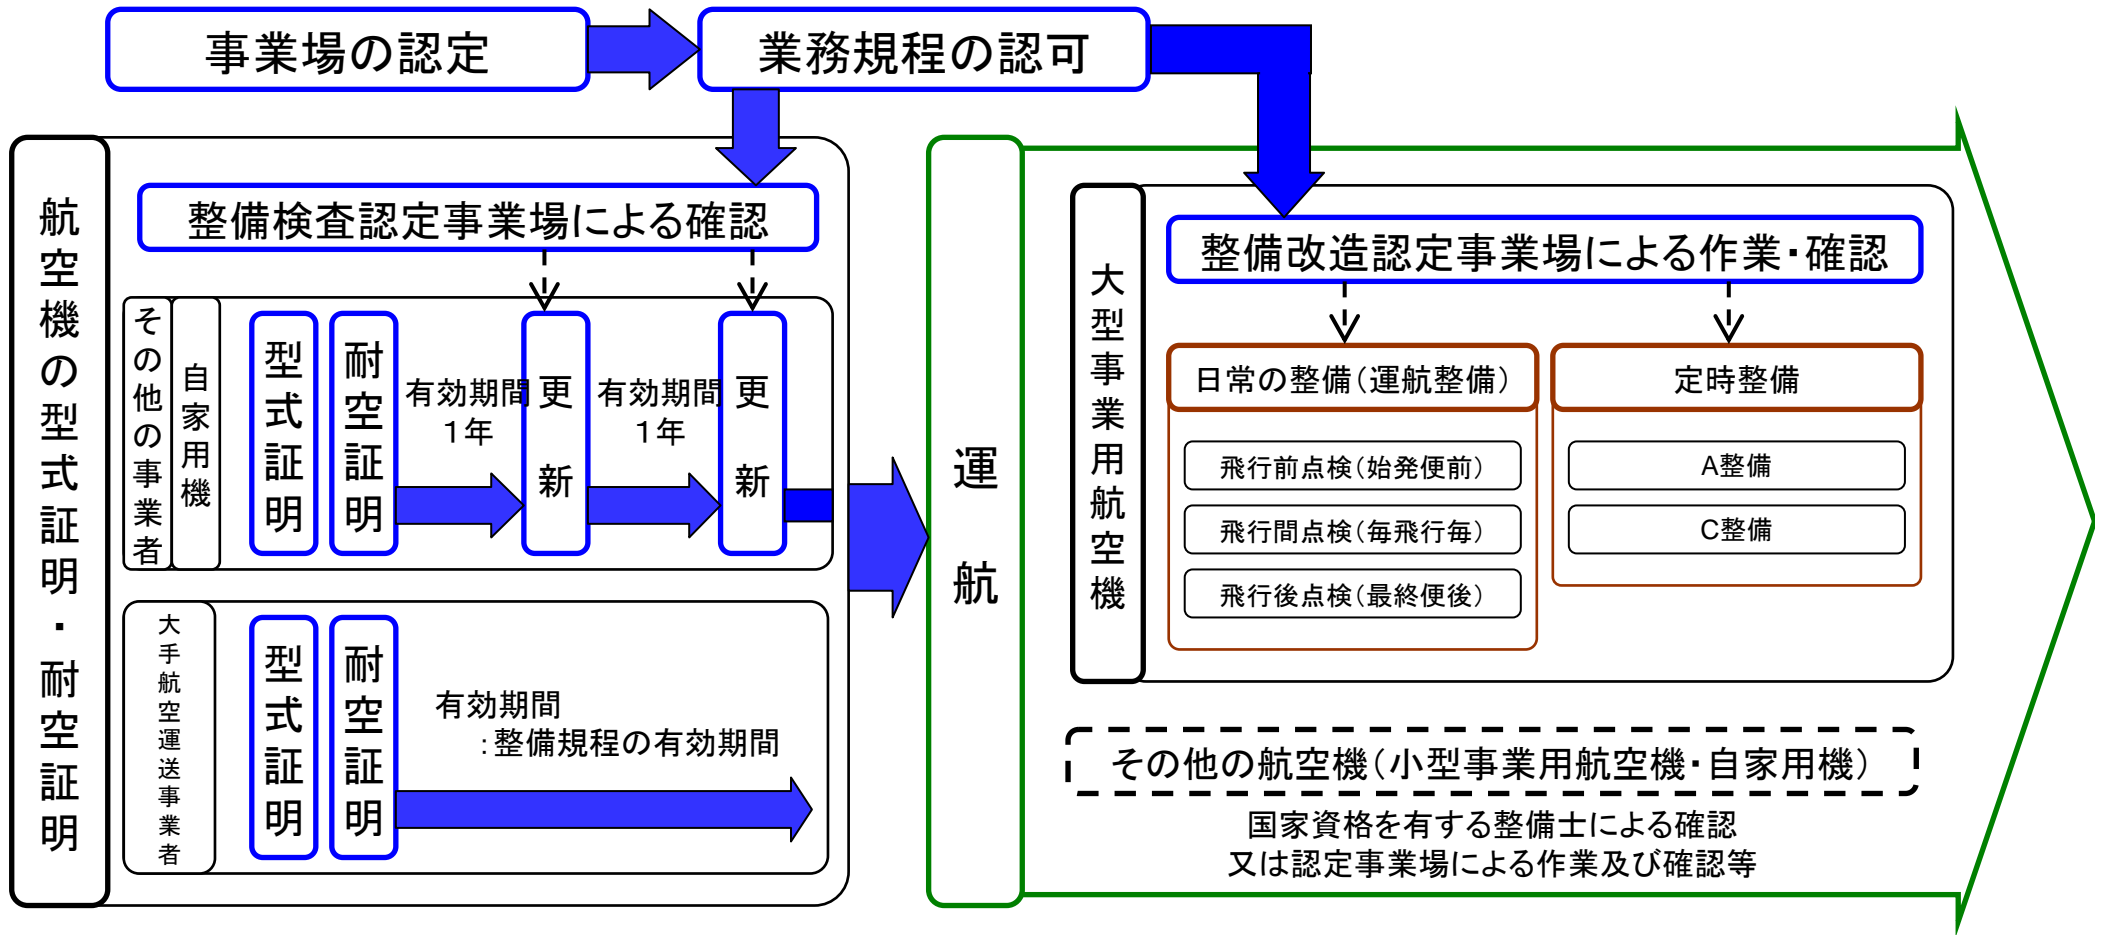 事業場の認定
業務規程の認可
航空機の型式証明・耐空証明
整備検査認定事業場による確認
その他の事業者
自家用機
型式証明
耐空証明
有効期間
1年
更新
有効期間
1年
更新
大手航空運送事業者
型式証明
耐空証明
有効期間
:整備規程の有効期間
運航
大型事業用航空機
整備改造認定事業場による作業・確認
日常の整備(運航整備)
飛行前点検(始発便前)
飛行間点検(毎飛行毎)
飛行後点検(最終便後)
定時整備
A整備
C整備
その他の航空機(小型事業用航空機・自家用機)
国家資格を有する整備士による確認
又は認定事業場による作業及び確認等